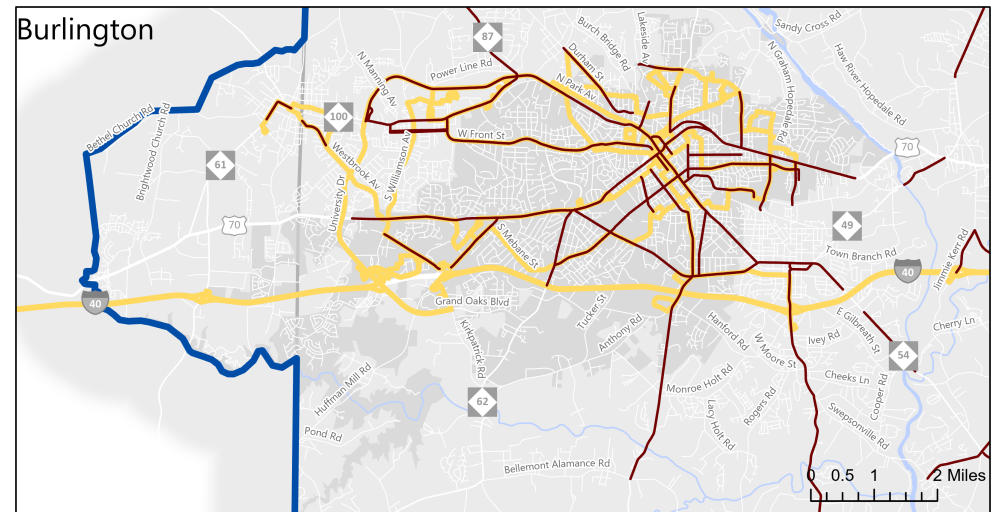 Burlington
87
Burch Bridge Rd
Lakeside Av
Sandy Cross Rd
Durham St
N Graham Hopedale Rd
Haw River Hopedale Rd
N Manning Av
Power Line Rd
N Park Av
Bethel Church Rd
100
W Front St
70
Brightwood Church Rd
61
Westbrook Av
S Williamson Av
University Dr
70
S Mebane St
49
Town Branch Rd
Jimmie Kerr Rd
40
40
Grand Oaks Blvd
Tucker St
Anthony Rd
Kirkpatrick Rd
Hanford Rd
W Moore St
Ivey Rd
E Gilbreath St
Cherry Ln
54
Huffman Mill Rd
Monroe Holt Rd
Cheeks Ln
Cooper Rd
62
Rogers Rd
Lacy Holt Rd
Swepsonville Rd
Pond Rd
Bellemont Alamance Rd
0 0.5 1 2 Miles